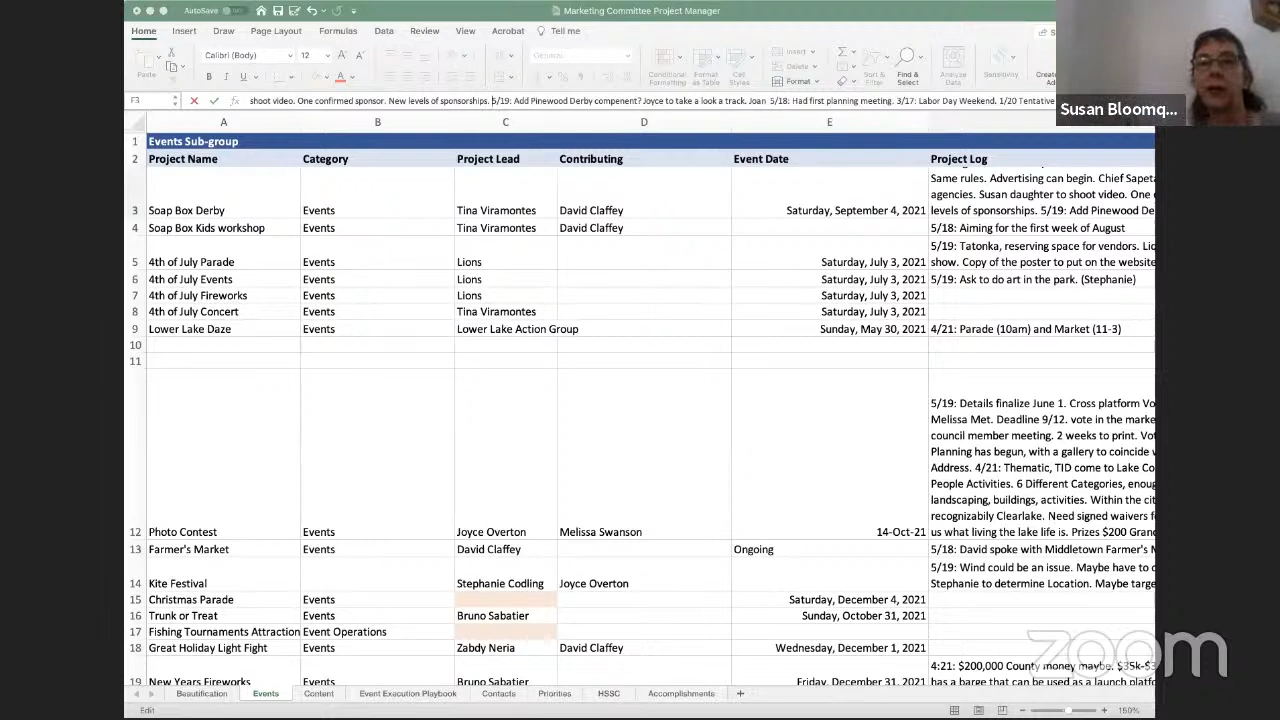 AutoSave
Marketing Committee Project Manager
Home Insert Draw Page Layout Formulas Data Review View Acrobat Tell me
Paste Calibri (Body) 12 A A General Insert Delete Format
B I U A Conditional Formatting Format as Table Cell Styles Sort & Filter Find & Select Analyze Data Sensitivity
F3 fx shoot video. One confirmed sponsor. New levels of sponsorships. 5/19: Add Pinewood Derby compenent? Joyce to take a look a track. Joan 5/18: Had first planning meeting. 3/17: Labor Day Weekend. 1/20 Tentative
Susan Bloomq...
A B C D E
1 Events Sub-group
2 Project Name Category Project Lead Contributing Event Date Project Log
Same rules. Advertising can begin. Chief Sapeta
agencies. Susan daughter to shoot video. One
3 Soap Box Derby Events Tina Viramontes David Claffey Saturday, September 4, 2021 levels of sponsorships. 5/19: Add Pinewood De
4 Soap Box Kids workshop Events Tina Viramontes David Claffey 5/18: Aiming for the first week of August
5/19: Tatonka, reserving space for vendors. Lic
5 4th of July Parade Events Lions Saturday, July 3, 2021 show. Copy of the poster to put on the website
6 4th of July Events Events Lions Saturday, July 3, 2021 5/19: Ask to do art in the park. (Stephanie)
7 4th of July Fireworks Events Lions Saturday, July 3, 2021
8 4th of July Concert Events Tina Viramontes Saturday, July 3, 2021
9 Lower Lake Daze Events Lower Lake Action Group Sunday, May 30, 2021 4/21: Parade (10am) and Market (11-3)
10
11
5/19: Details finalize June 1. Cross platform Vo
Melissa Met. Deadline 9/12. vote in the marke
council member meeting. 2 weeks to print. Vot
Planning has begun, with a gallery to coincide w
Address. 4/21: Thematic, TID come to Lake Co
People Activities. 6 Different Categories, enoug
landscaping, buildings, activities. Within the cit
recognizabily Clearlake. Need signed waivers f
12 Photo Contest Events Joyce Overton Melissa Swanson 14-Oct-21 us what living the lake life is. Prizes $200 Gran
13 Farmer's Market Events David Claffey Ongoing 5/18: David spoke with Middletown Farmer's M
5/19: Wind could be an issue. Maybe have to
14 Kite Festival Stephanie Codling Joyce Overton Stephanie to determine Location. Maybe targe
15 Christmas Parade Events Saturday, December 4, 2021
16 Trunk or Treat Events Bruno Sabatier Sunday, October 31, 2021
17 Fishing Tournaments Attraction Event Operations
18 Great Holiday Light Fight Events Zabdy Neria David Claffey Wednesday, December 1, 2021
4:21: $200,000 County money maybe. $35k-$
19 New Years Fireworks Events Bruno Sabatier Friday, December 31, 2021 has a barge that can be used as a launch platf
zoom
Beautification Events Content Event Execution Playbook Contacts Priorities HSSC Accomplishments +
Edit 150%